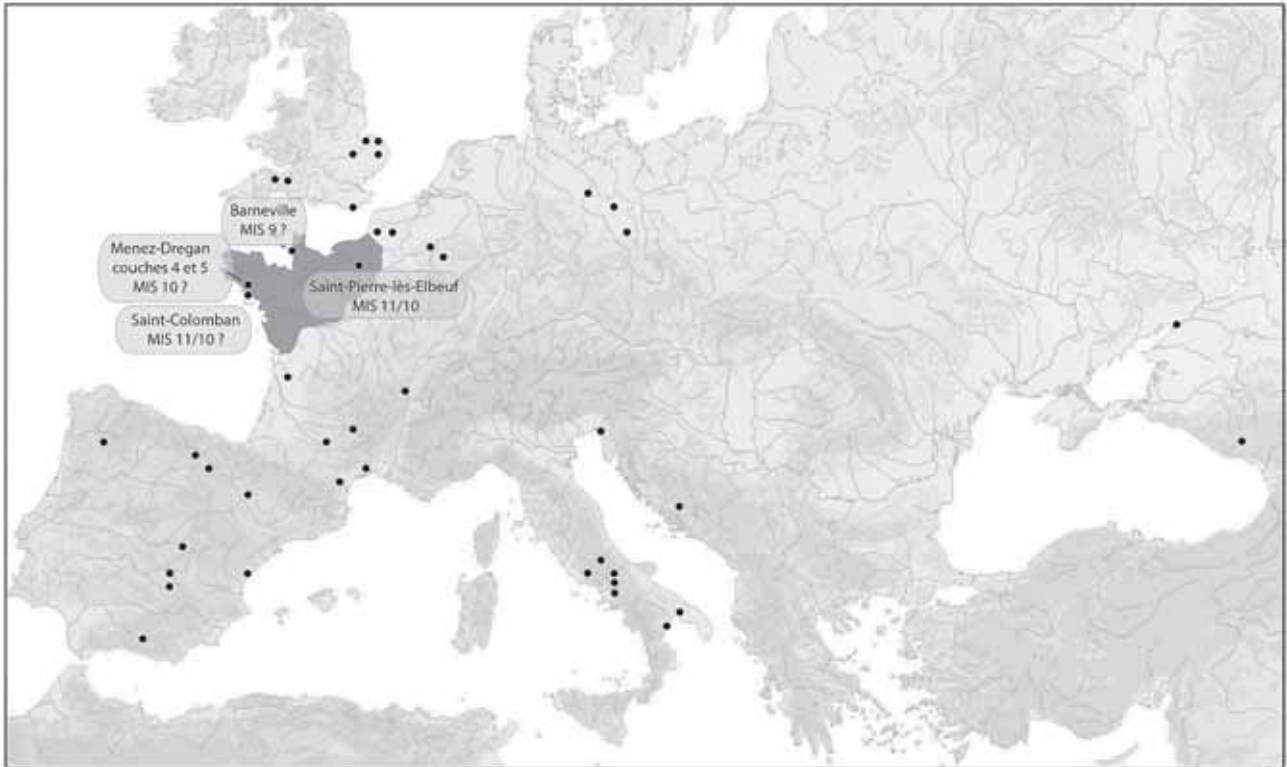 Barneville
MIS 9 ?
Menez-Dregan
couches 4 et 5
MIS 10 ?
Saint-Pierre-lès-Elbeuf
MIS 11/10
Saint-Colomban
MIS 11/10 ?